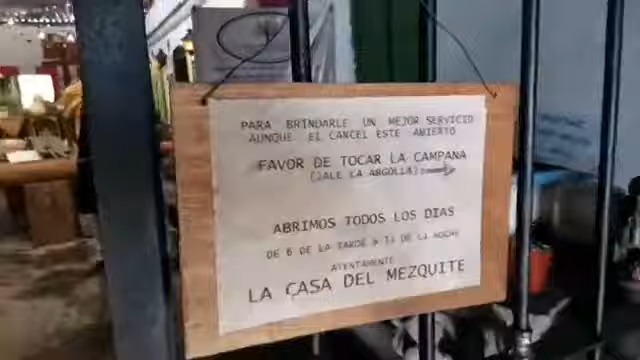 PARA BRINDARLE UN MEJOR SERVICIO
AUNQUE EL CANCEL ESTE ABIERTO
FAVOR DE TOCAR LA CAMPANA
(JALE LA ARGOLLA)
ABRIMOS TODOS LOS DIAS
DE 6 DE LA TARDE A 11 DE LA NOCHE
ATENTAMENTE
LA CASA DEL MEZQUITE